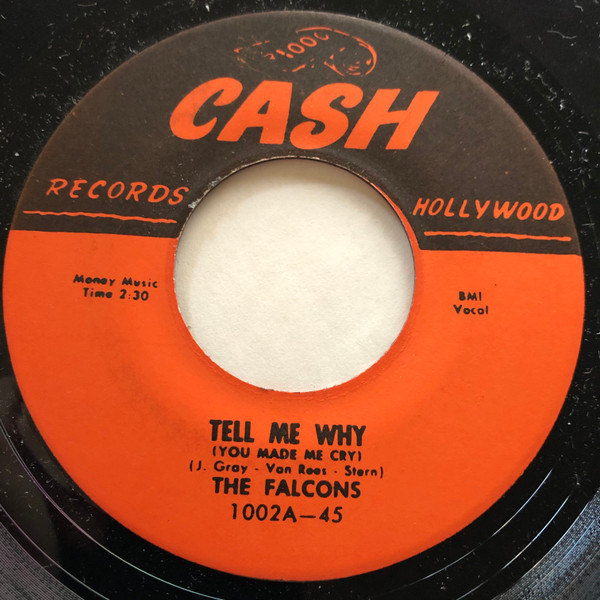 1000
CASH
RECORDS
HOLLYWOOD
Money Music
Time 2:30
BMI
Vocal
TELL ME WHY
(YOU MADE ME CRY)
(J. Gray - Van Roos - Stern)
THE FALCONS
1002A-45